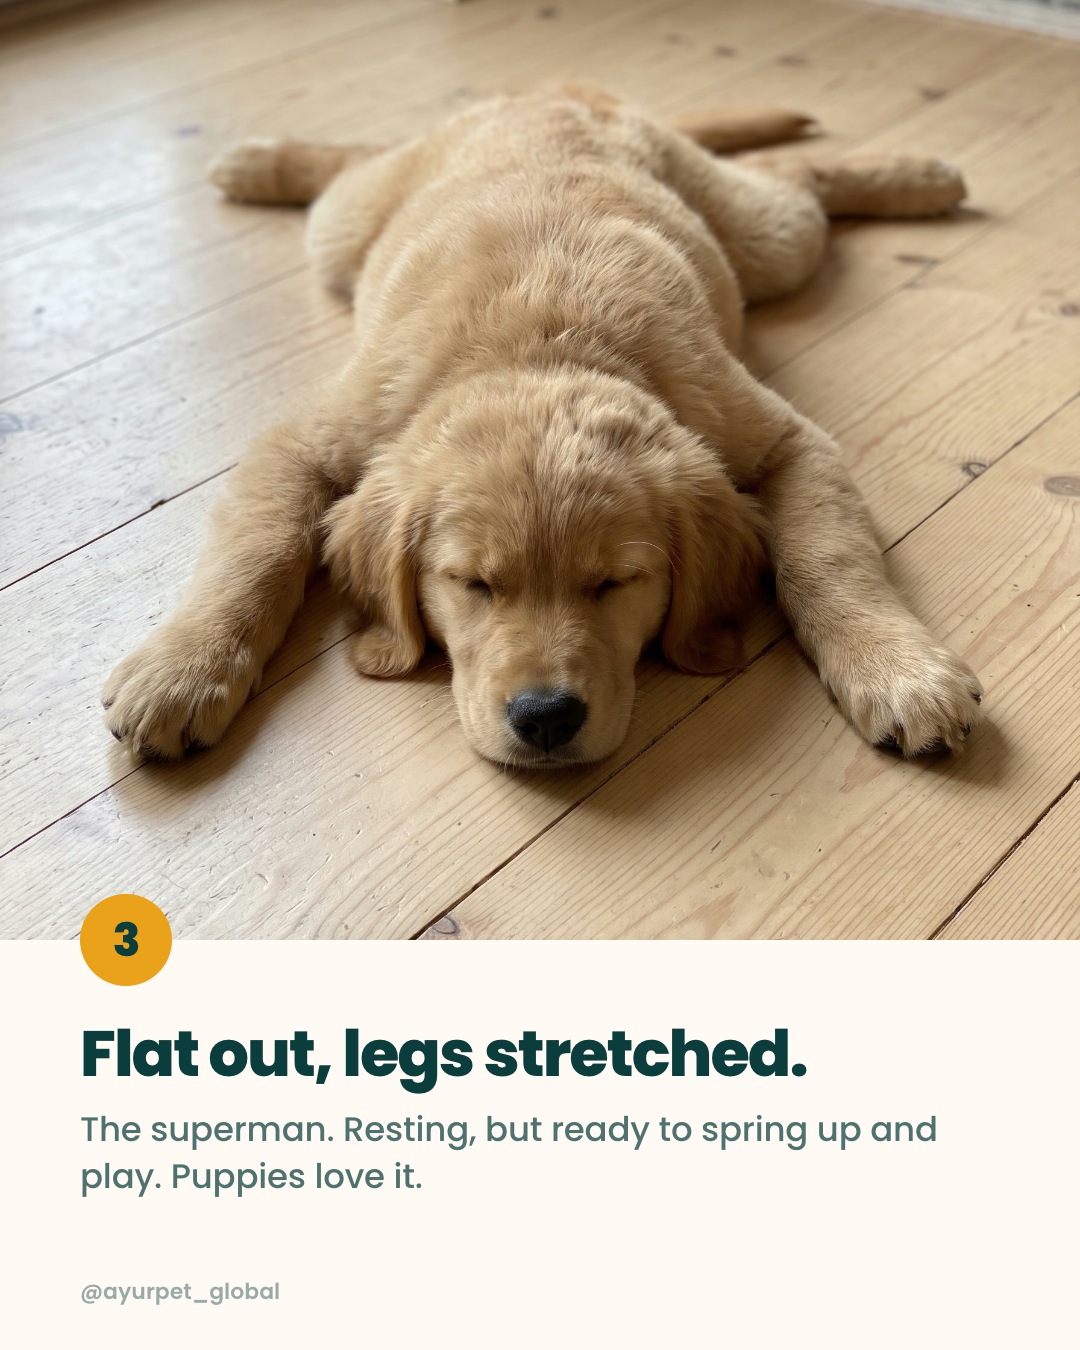 3
Flat out, legs stretched.
The superman. Resting, but ready to spring up and
play. Puppies love it.
@ayurpet_global